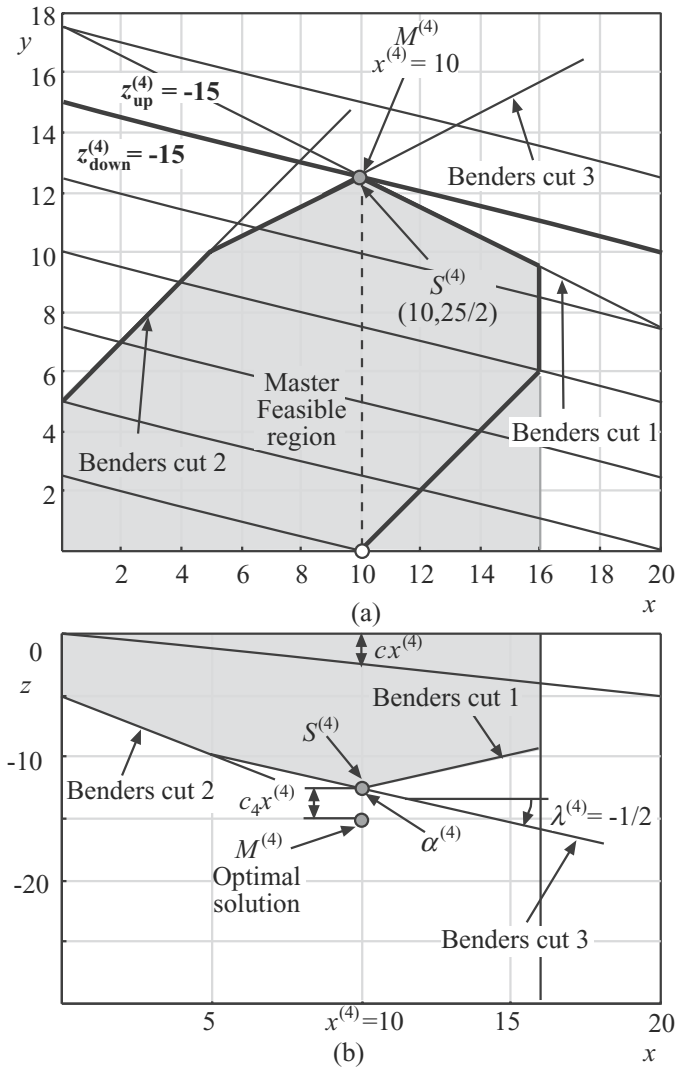 18
y
16
14
12
10
8
6
4
2
M^(4)
x^(4) = 10
z_up^(4) = -15
z_down^(4) = -15
Benders cut 3
S^(4)
(10,25/2)
Master
Feasible
region
Benders cut 2
Benders cut 1
2 4 6 8 10 12 14 16 18 20
x
(a)
0
z
-10
-20
cx^(4)
Benders cut 1
S^(4)
Benders cut 2
c_4x^(4)
λ^(4) = -1/2
α^(4)
M^(4)
Optimal
solution
Benders cut 3
5 x^(4)=10 15 20
x
(b)